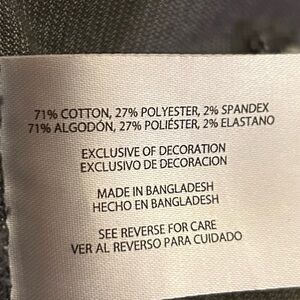 71% COTTON, 27% POLYESTER, 2% SPANDEX
71% ALGODÓN, 27% POLIÉSTER, 2% ELASTANO
EXCLUSIVE OF DECORATION
EXCLUSIVO DE DECORACION
MADE IN BANGLADESH
HECHO EN BANGLADESH
SEE REVERSE FOR CARE
VER AL REVERSO PARA CUIDADO